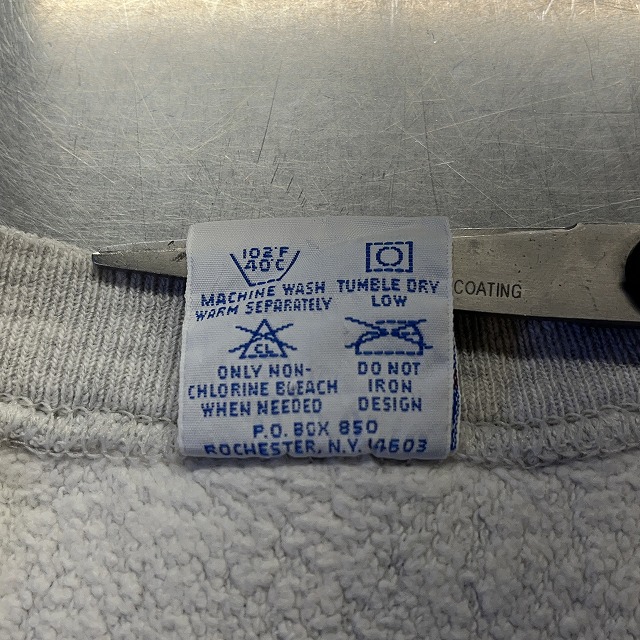 102°F
40°C
MACHINE WASH
WARM SEPARATELY
TUMBLE DRY
LOW
CL
ONLY NON-
CHLORINE BLEACH
WHEN NEEDED
DO NOT
IRON
DESIGN
P.O. BOX 850
ROCHESTER, N.Y. 14603
COATING